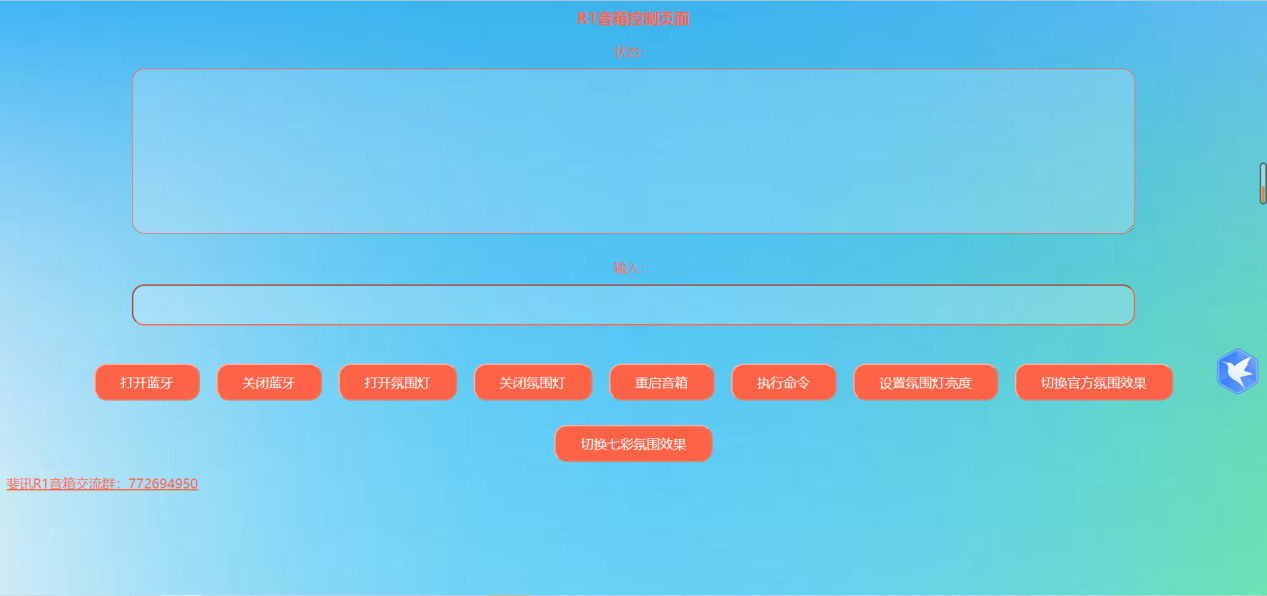 R1音箱控制页面
状态：
输入：
打开蓝牙 关闭蓝牙 打开氛围灯 关闭氛围灯 重启音箱 执行命令 设置氛围灯亮度 切换官方氛围效果
切换七彩氛围效果
斐讯R1音箱交流群：772694950